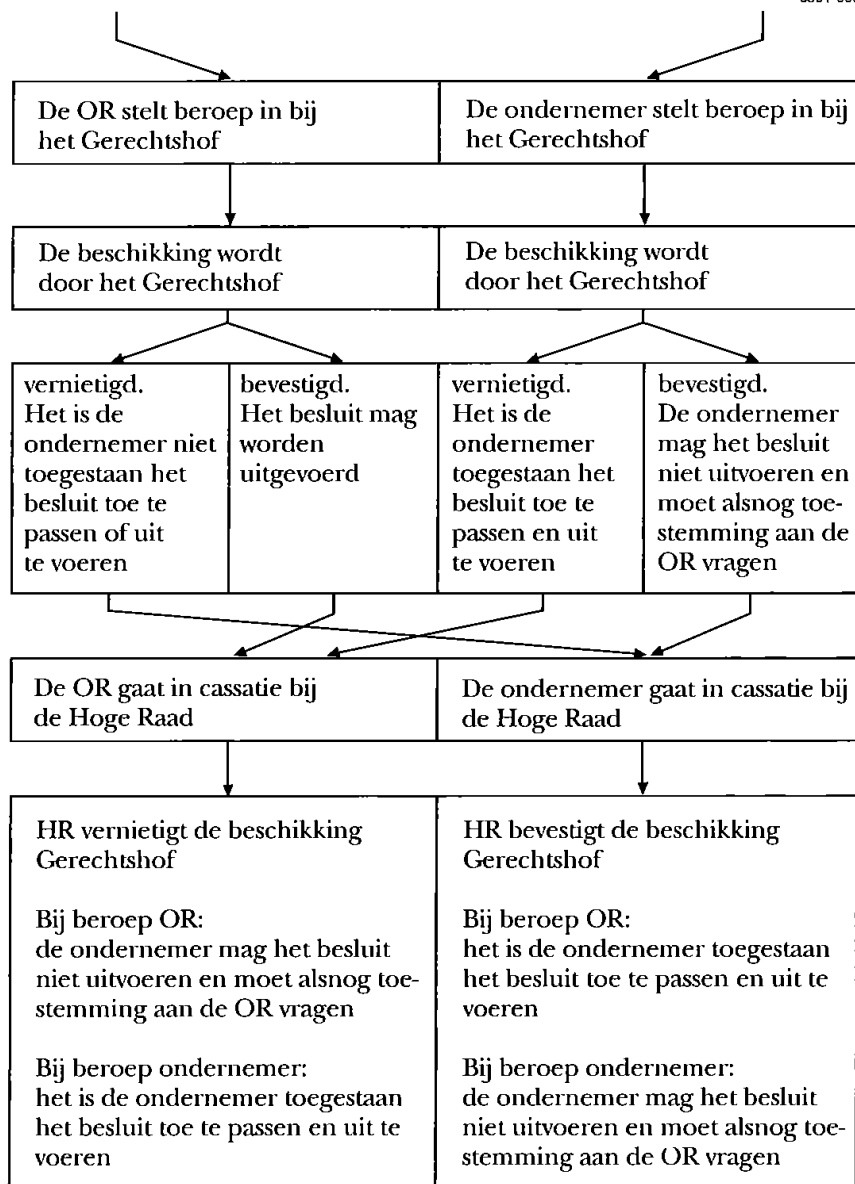 De OR stelt beroep in bij
het Gerechtshof
De ondernemer stelt beroep in bij
het Gerechtshof
De beschikking wordt
door het Gerechtshof
De beschikking wordt
door het Gerechtshof
vernietigd.
Het is de
ondernemer niet
toegestaan het
besluit toe te
passen of uit
te voeren
bevestigd.
Het besluit mag
worden
uitgevoerd
vernietigd.
Het is de
ondernemer
toegestaan het
besluit toe te
passen en uit
te voeren
bevestigd.
De ondernemer
mag het besluit
niet uitvoeren en
moet alsnog toe-
stemming aan de
OR vragen
De OR gaat in cassatie bij
de Hoge Raad
De ondernemer gaat in cassatie bij
de Hoge Raad
HR vernietigt de beschikking
Gerechtshof
Bij beroep OR:
de ondernemer mag het besluit
niet uitvoeren en moet alsnog toe-
stemming aan de OR vragen
Bij beroep ondernemer:
het is de ondernemer toegestaan
het besluit toe te passen en uit te
voeren
HR bevestigt de beschikking
Gerechtshof
Bij beroep OR:
het is de ondernemer toegestaan
het besluit toe te passen en uit te
voeren
Bij beroep ondernemer:
de ondernemer mag het besluit
niet uitvoeren en moet alsnog toe-
stemming aan de OR vragen